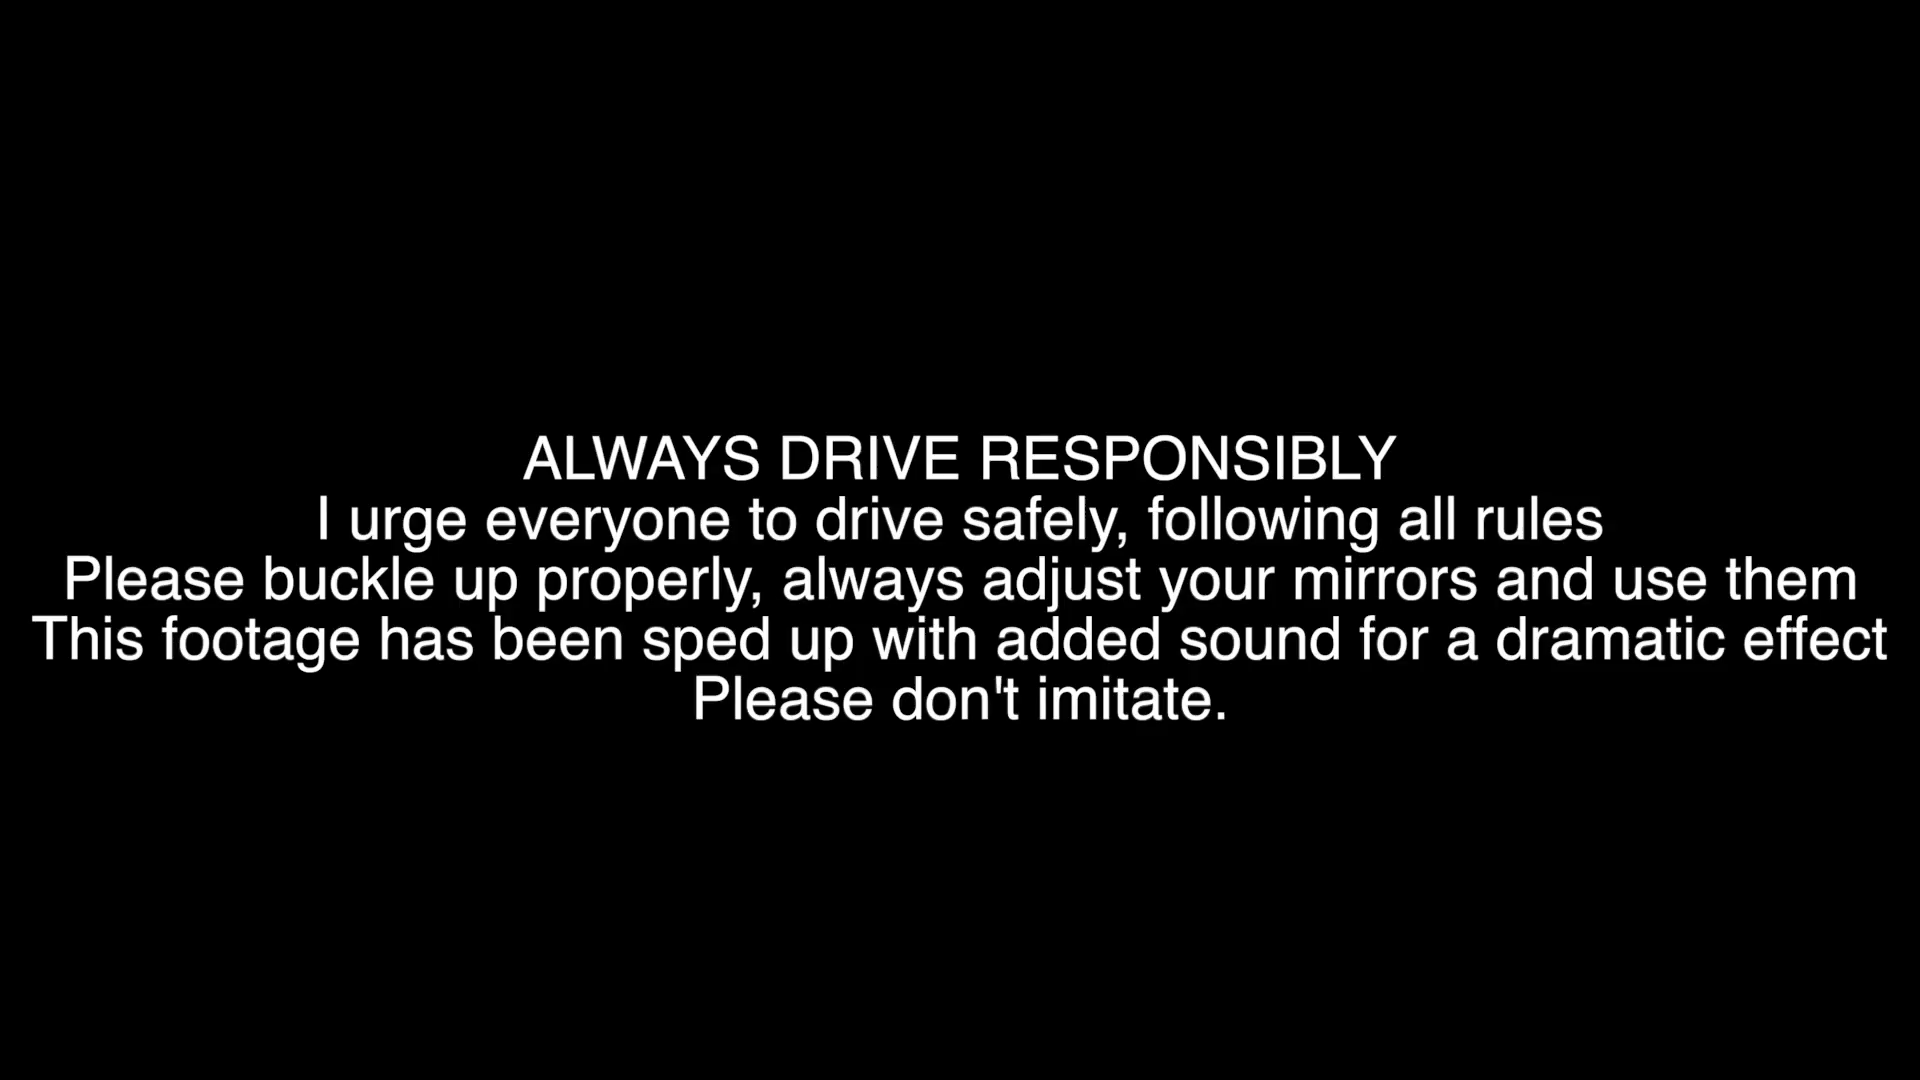 ALWAYS DRIVE RESPONSIBLY
I urge everyone to drive safely, following all rules
Please buckle up properly, always adjust your mirrors and use them
This footage has been sped up with added sound for a dramatic effect
Please don't imitate.